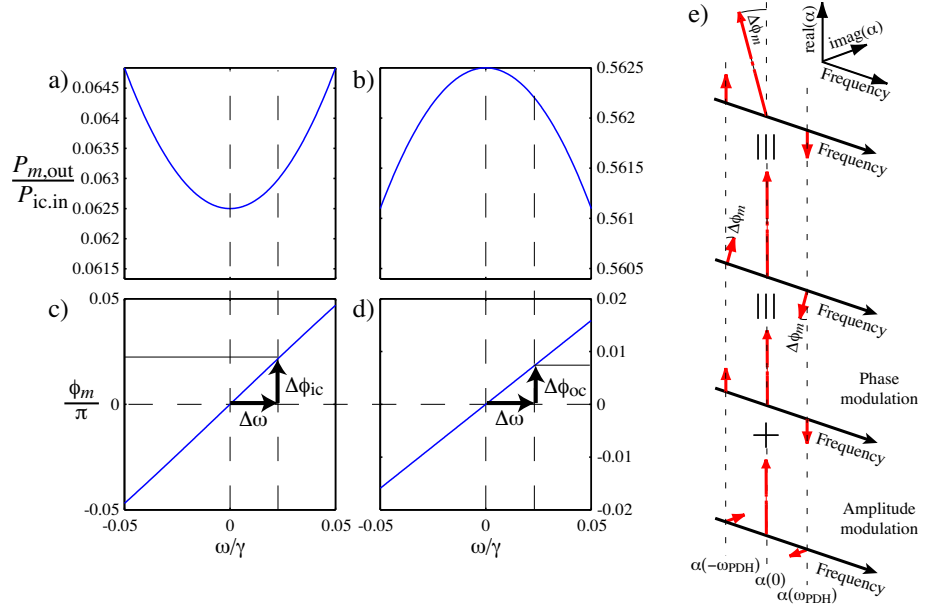 a)
0.0645
0.064
0.0635
0.063
0.0625
0.062
0.0615
P_m,out
P_ic.in
b)
0.5625
0.562
0.5615
0.561
0.5605
c)
0.05
0
-0.05
ϕ_m
π
Δϕ_ic
Δω
-0.05
0
0.05
ω/γ
d)
0.02
0.01
0
-0.01
-0.02
Δϕ_oc
Δω
0
0.05
ω/γ
e)
Δϕ_m
real(α)
imag(α)
Frequency
Frequency
Δϕ_m
Frequency
Δϕ_m
Phase
modulation
Frequency
Amplitude
modulation
Frequency
α(-ω_PDH)
α(0)
α(ω_PDH)